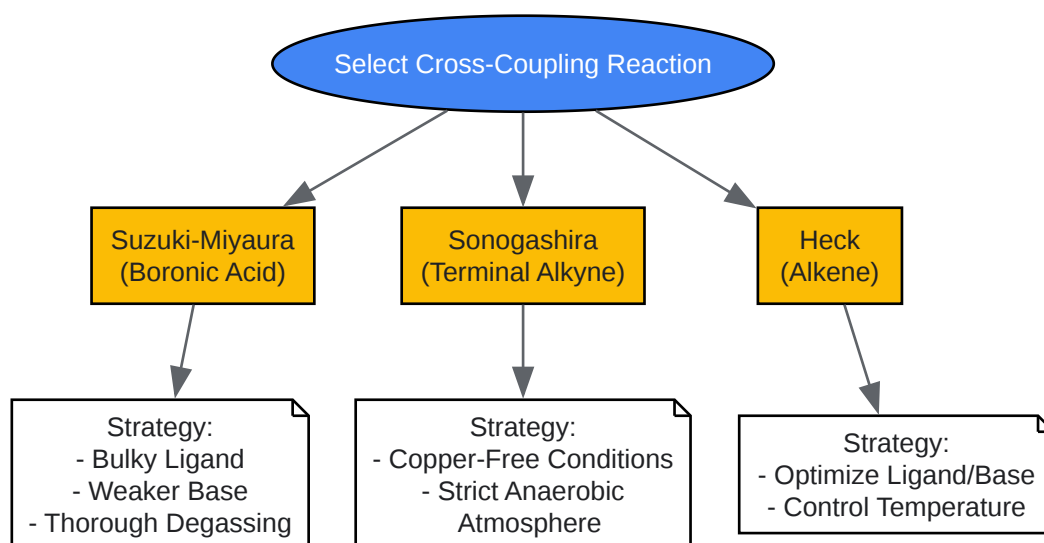 Select Cross-Coupling Reaction
Suzuki-Miyaura
(Boronic Acid)
Sonogashira
(Terminal Alkyne)
Heck
(Alkene)
Strategy:
- Bulky Ligand
- Weaker Base
- Thorough Degassing
Strategy:
- Copper-Free Conditions
- Strict Anaerobic
Atmosphere
Strategy:
- Optimize Ligand/Base
- Control Temperature